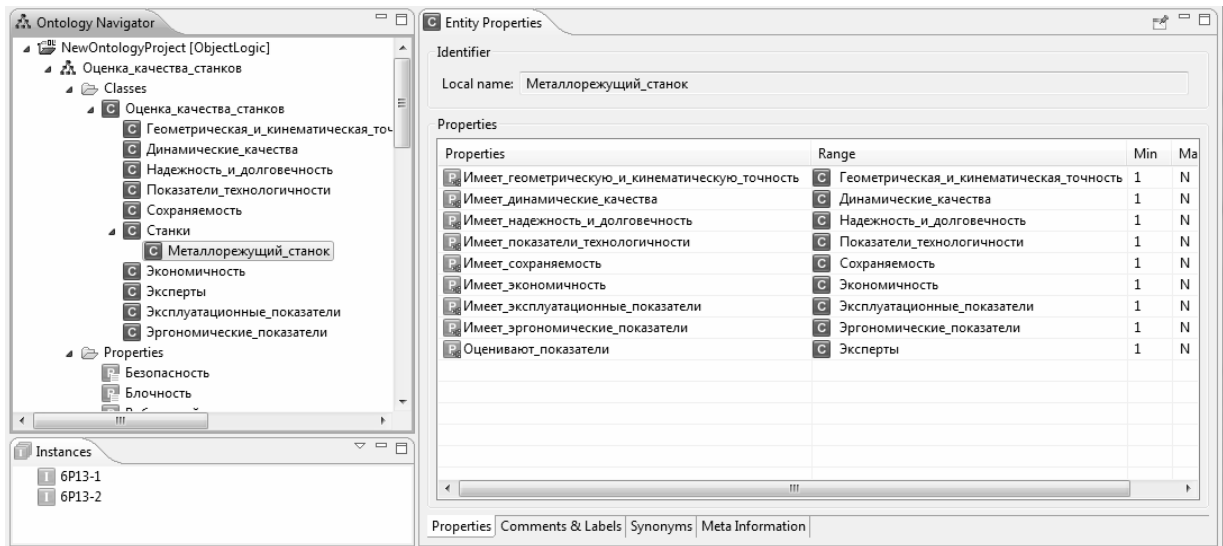 Ontology Navigator
NewOntologyProject [ObjectLogic]
Оценка_качества_станков
Classes
Оценка_качества_станков
Геометрическая_и_кинематическая_точ
Динамические_качества
Надежность_и_долговечность
Показатели_технологичности
Сохраняемость
Станки
Металлорежущий_станок
Экономичность
Эксперты
Эксплуатационные_показатели
Эргономические_показатели
Properties
Безопасность
Блочность
Instances
6Р13-1
6Р13-2
Entity Properties
Identifier
Local name: Металлорежущий_станок
Properties
Properties Range Min Ma
Имеет_геометрическую_и_кинематическую_точность Геометрическая_и_кинематическая_точность 1 N
Имеет_динамические_качества Динамические_качества 1 N
Имеет_надежность_и_долговечность Надежность_и_долговечность 1 N
Имеет_показатели_технологичности Показатели_технологичности 1 N
Имеет_сохраняемость Сохраняемость 1 N
Имеет_экономичность Экономичность 1 N
Имеет_эксплуатационные_показатели Эксплуатационные_показатели 1 N
Имеет_эргономические_показатели Эргономические_показатели 1 N
Оценивают_показатели Эксперты 1 N
Properties Comments & Labels Synonyms Meta Information